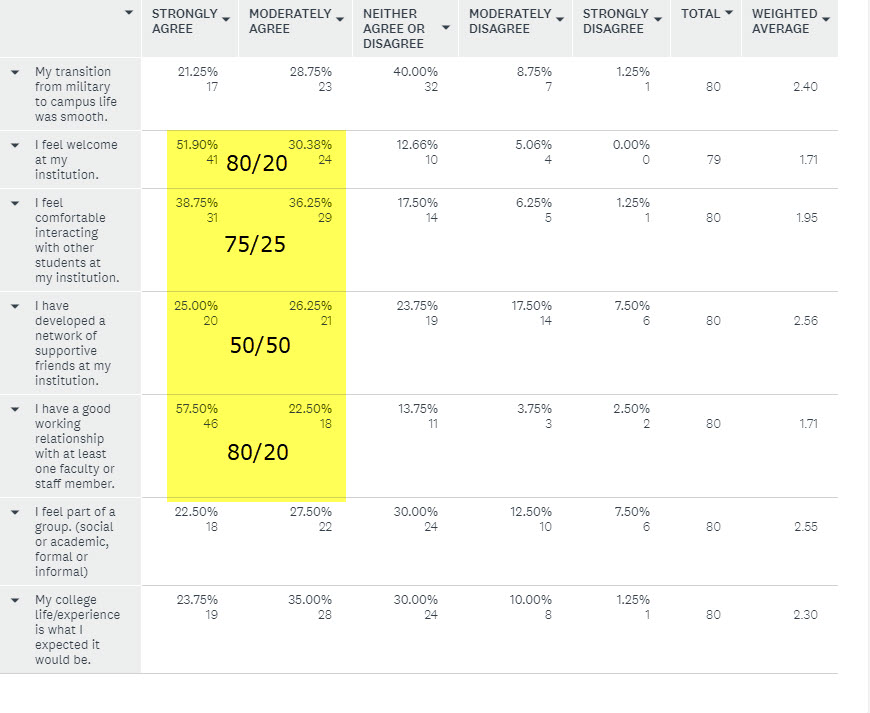 STRONGLY AGREE MODERATELY AGREE NEITHER AGREE OR DISAGREE MODERATELY DISAGREE STRONGLY DISAGREE TOTAL WEIGHTED AVERAGE
My transition
from military
to campus life
was smooth.
21.25% 28.75% 40.00% 8.75% 1.25%
17 23 32 7 1 80 2.40
I feel welcome
at my
institution.
51.90% 30.38% 12.66% 5.06% 0.00%
41 24 10 4 0 79 1.71
80/20
I feel
comfortable
interacting
with other
students at
my institution.
38.75% 36.25% 17.50% 6.25% 1.25%
31 29 14 5 1 80 1.95
75/25
I have
developed a
network of
supportive
friends at my
institution.
25.00% 26.25% 23.75% 17.50% 7.50%
20 21 19 14 6 80 2.56
50/50
I have a good
working
relationship
with at least
one faculty or
staff member.
57.50% 22.50% 13.75% 3.75% 2.50%
46 18 11 3 2 80 1.71
80/20
I feel part of a
group. (social
or academic,
formal or
informal)
22.50% 27.50% 30.00% 12.50% 7.50%
18 22 24 10 6 80 2.55
My college
life/experience
is what I
expected it
would be.
23.75% 35.00% 30.00% 10.00% 1.25%
19 28 24 8 1 80 2.30